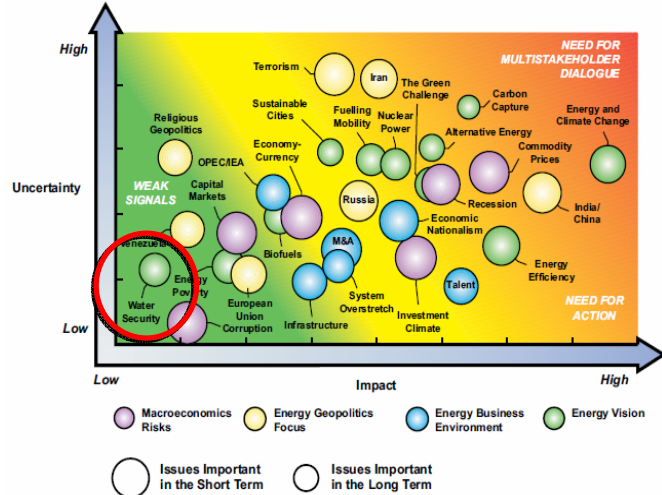 High
NEED FOR
MULTISTAKEHOLDER
DIALOGUE
Terrorism
Iran
The Green
Challenge
Carbon
Capture
Sustainable
Cities
Fuelling
Mobility
Nuclear
Power
Energy and
Climate Change
Religious
Geopolitics
Economy-
Currency
Alternative Energy
OPEC/IEA
Commodity
Prices
Uncertainty
WEAK
SIGNALS
Capital
Markets
Russia
Recession
India/
China
Economic
Nationalism
Venezuela
M&A
Biofuels
Energy
Efficiency
Energy
Poverty
Talent
Water
Security
European
Union
Corruption
System
Overstretch
Infrastructure
Investment
Climate
NEED FOR
ACTION
Low
Low
Impact
High
Macroeconomics
Risks
Energy Geopolitics
Focus
Energy Business
Environment
Energy Vision
Issues Important
in the Short Term
Issues Important
in the Long Term